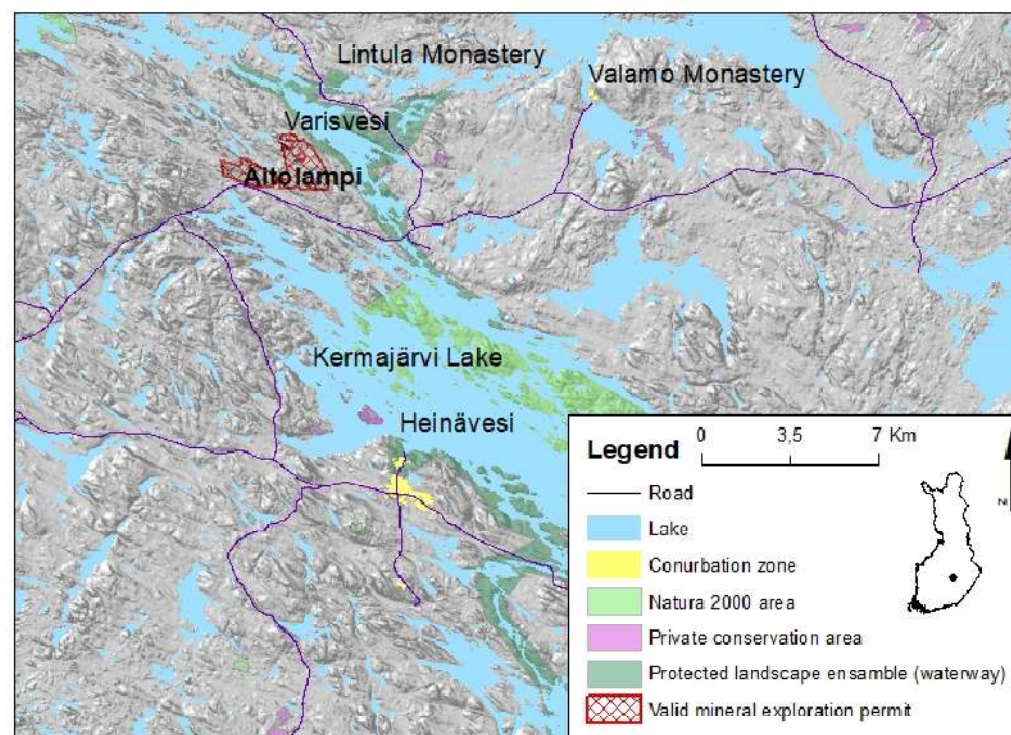 Lintula Monastery
Valamo Monastery
Varisvesi
Aitolampi
Kermajärvi Lake
Heinävesi
Legend
0 3,5 7 Km
Road
Lake
Conurbation zone
Natura 2000 area
Private conservation area
Protected landscape ensamble (waterway)
Valid mineral exploration permit
N